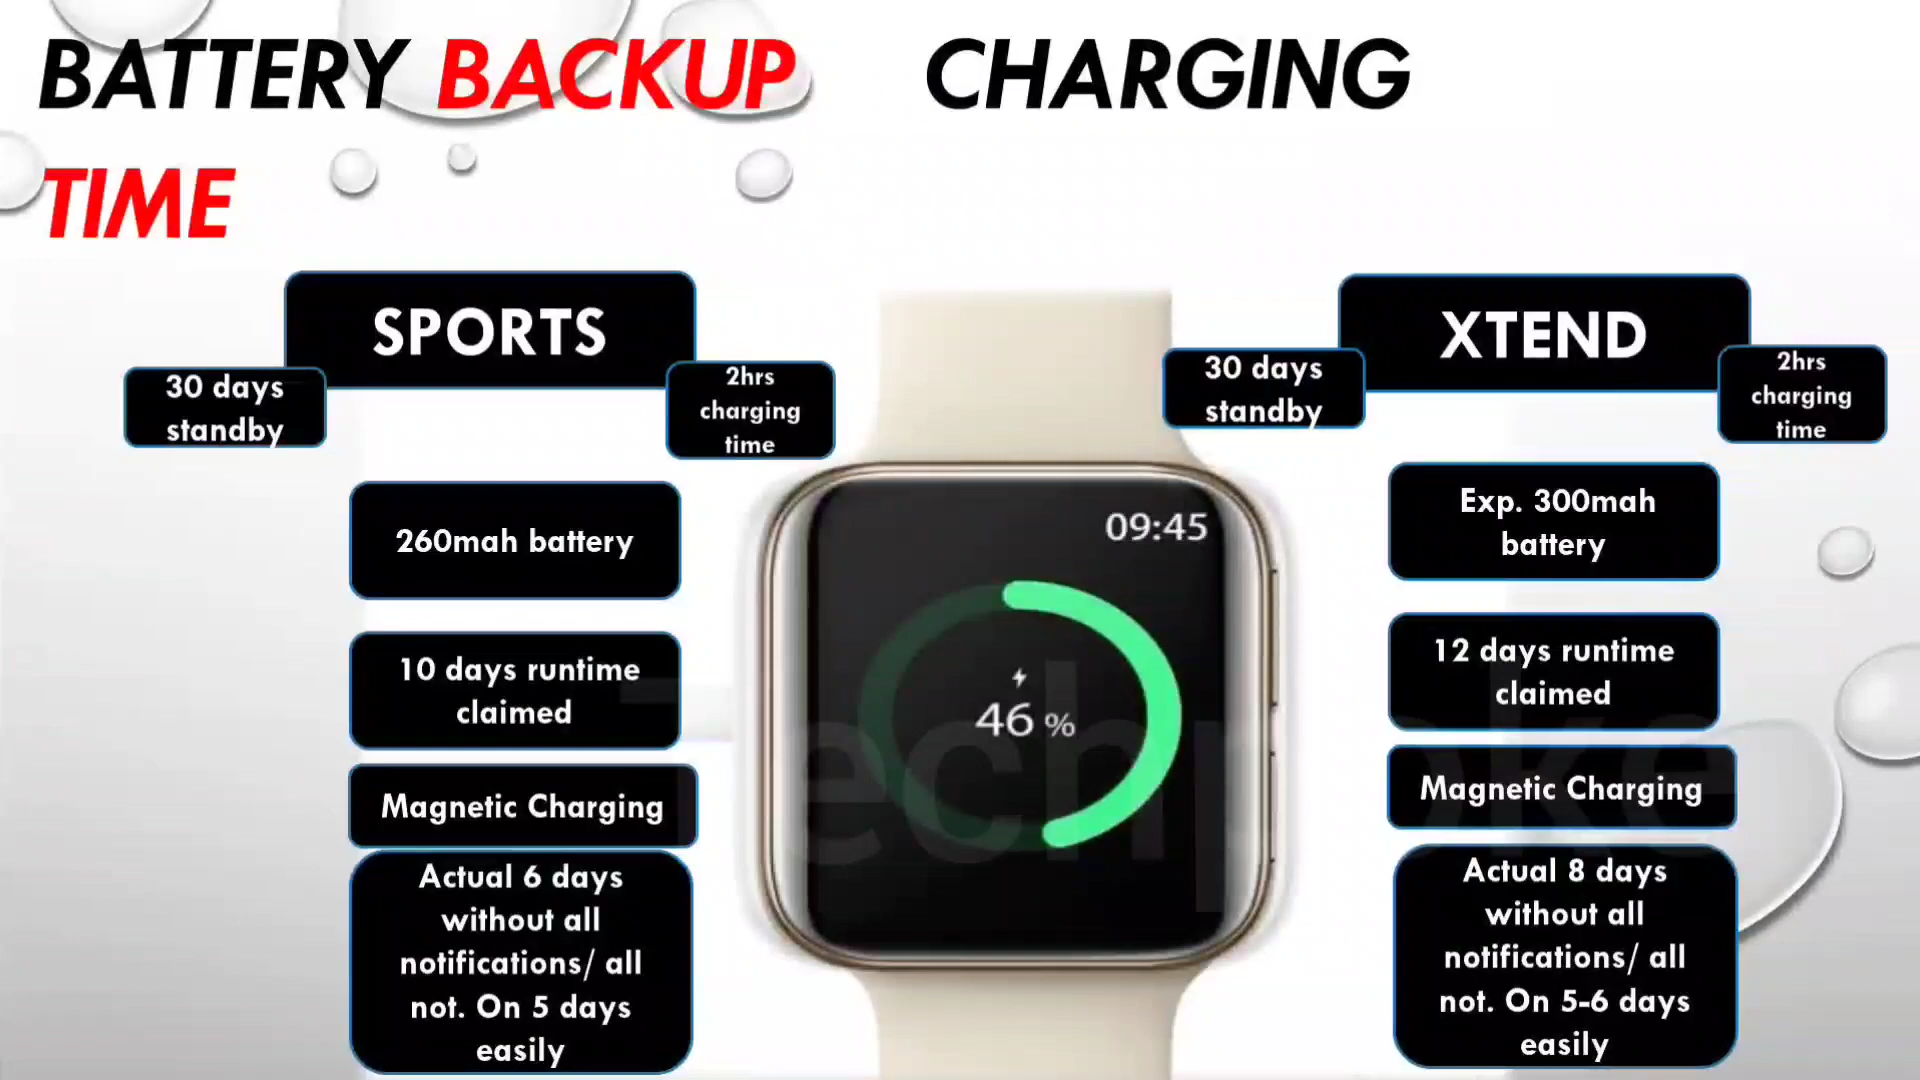 BATTERY BACKUP CHARGING
TIME
SPORTS
30 days
standby
2hrs
charging
time
260mah battery
10 days runtime
claimed
Magnetic Charging
Actual 6 days
without all
notifications/ all
not. On 5 days
easily
09:45
46 %
Techpoke
XTEND
30 days
standby
2hrs
charging
time
Exp. 300mah
battery
12 days runtime
claimed
Magnetic Charging
Actual 8 days
without all
notifications/ all
not. On 5-6 days
easily